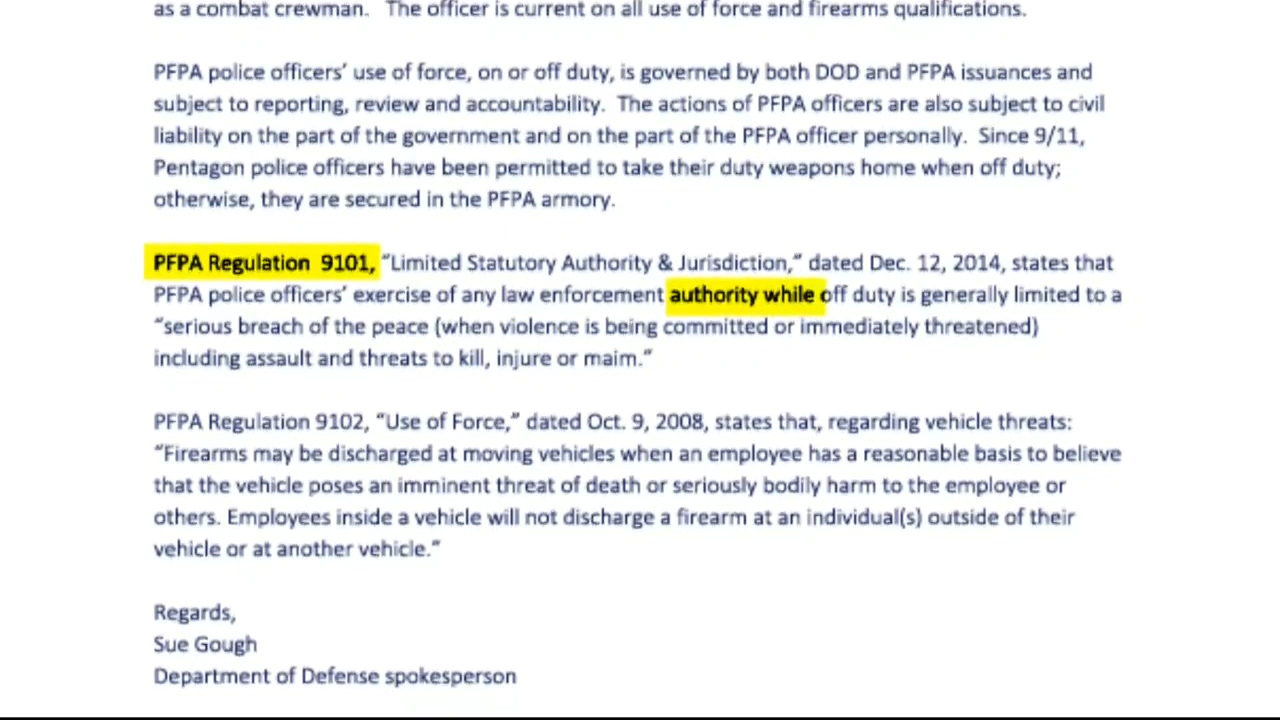 as a combat crewman.   The officer is current on all use of force and firearms qualifications.
PFPA police officers' use of force, on or off duty, is governed by both DOD and PFPA issuances and
subject to reporting, review and accountability.  The actions of PFPA officers are also subject to civil
liability on the part of the government and on the part of the PFPA officer personally.  Since 9/11,
Pentagon police officers have been permitted to take their duty weapons home when off duty;
otherwise, they are secured in the PFPA armory.
PFPA Regulation  9101, "Limited Statutory Authority & Jurisdiction," dated Dec. 12, 2014, states that
PFPA police officers' exercise of any law enforcement authority while off duty is generally limited to a
"serious breach of the peace (when violence is being committed or immediately threatened)
including assault and threats to kill, injure or maim."
PFPA Regulation 9102, "Use of Force," dated Oct. 9, 2008, states that, regarding vehicle threats:
"Firearms may be discharged at moving vehicles when an employee has a reasonable basis to believe
that the vehicle poses an imminent threat of death or seriously bodily harm to the employee or
others. Employees inside a vehicle will not discharge a firearm at an individual(s) outside of their
vehicle or at another vehicle."
Regards,
Sue Gough
Department of Defense spokesperson